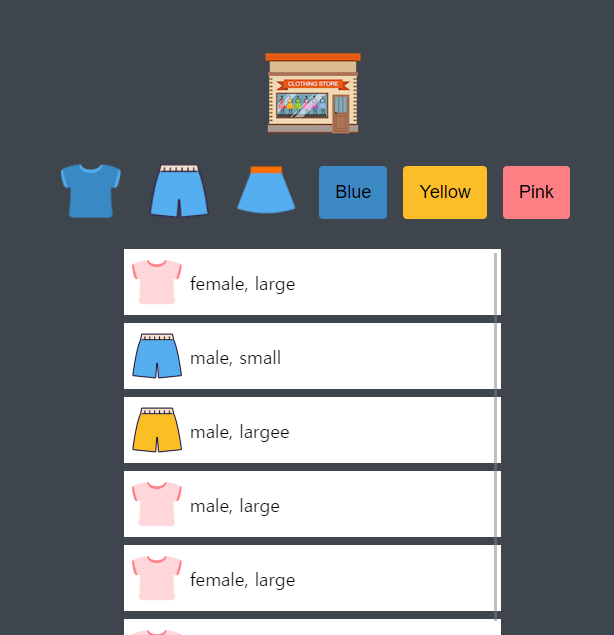 CLOTHING STORE
Blue
Yellow
Pink
female, large
male, small
male, largee
male, large
female, large